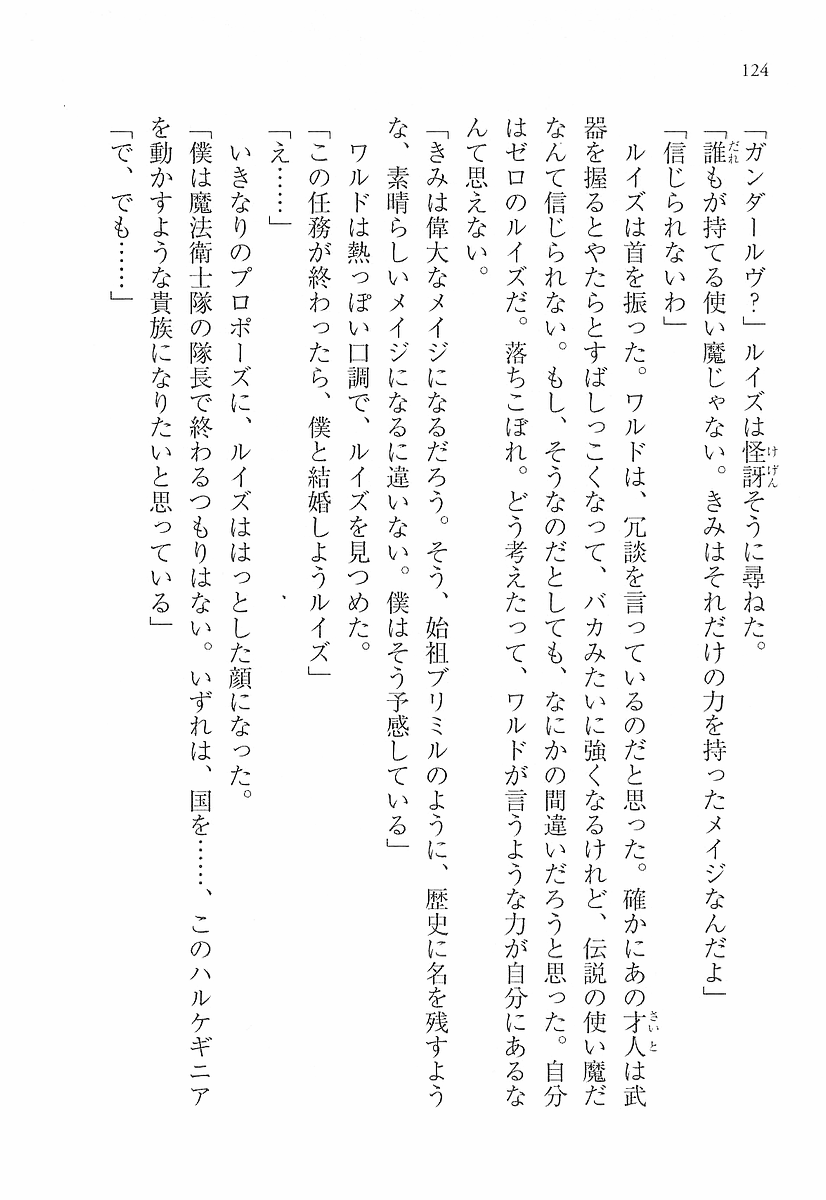 124
「ガンダールヴ？」ルイズは怪訝そうに尋ねた。
「誰もが持てる使い魔じゃない。きみはそれだけの力を持ったメイジなんだよ」
「信じられないわ」
　ルイズは首を振った。ワルドは、冗談を言っているのだと思った。確かにあの才人は武
器を握るとやたらとすばしっこくなって、バカみたいに強くなるけれど、伝説の使い魔だ
なんて信じられない。もし、そうなのだとしても、なにかの間違いだろうと思った。自分
はゼロのルイズだ。落ちこぼれ。どう考えたって、ワルドが言うような力が自分にあるな
んて思えない。
「きみは偉大なメイジになるだろう。そう、始祖ブリミルのように、歴史に名を残すよう
な、素晴らしいメイジになるに違いない。僕はそう予感している」
　ワルドは熱っぽい口調で、ルイズを見つめた。
「この任務が終わったら、僕と結婚しようルイズ」
「え……」
　いきなりのプロポーズに、ルイズははっとした顔になった。
「僕は魔法衛士隊の隊長で終わるつもりはない。いずれは、国を……、このハルケギニア
を動かすような貴族になりたいと思っている」
「で、でも……」